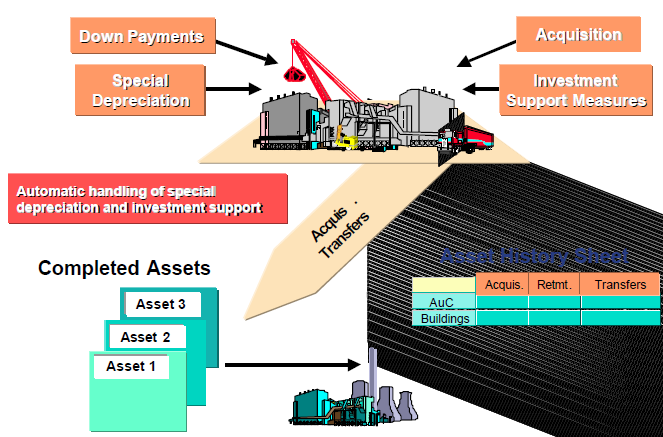 Down Payments
Acquisition
Special
Depreciation
Investment
Support Measures
Automatic handling of special
depreciation and investment support
Acquis .
Transfers
Completed Assets
Asset History Sheet
Acquis. Retmt. Transfers
AuC
Buildings
Asset 3
Asset 2
Asset 1